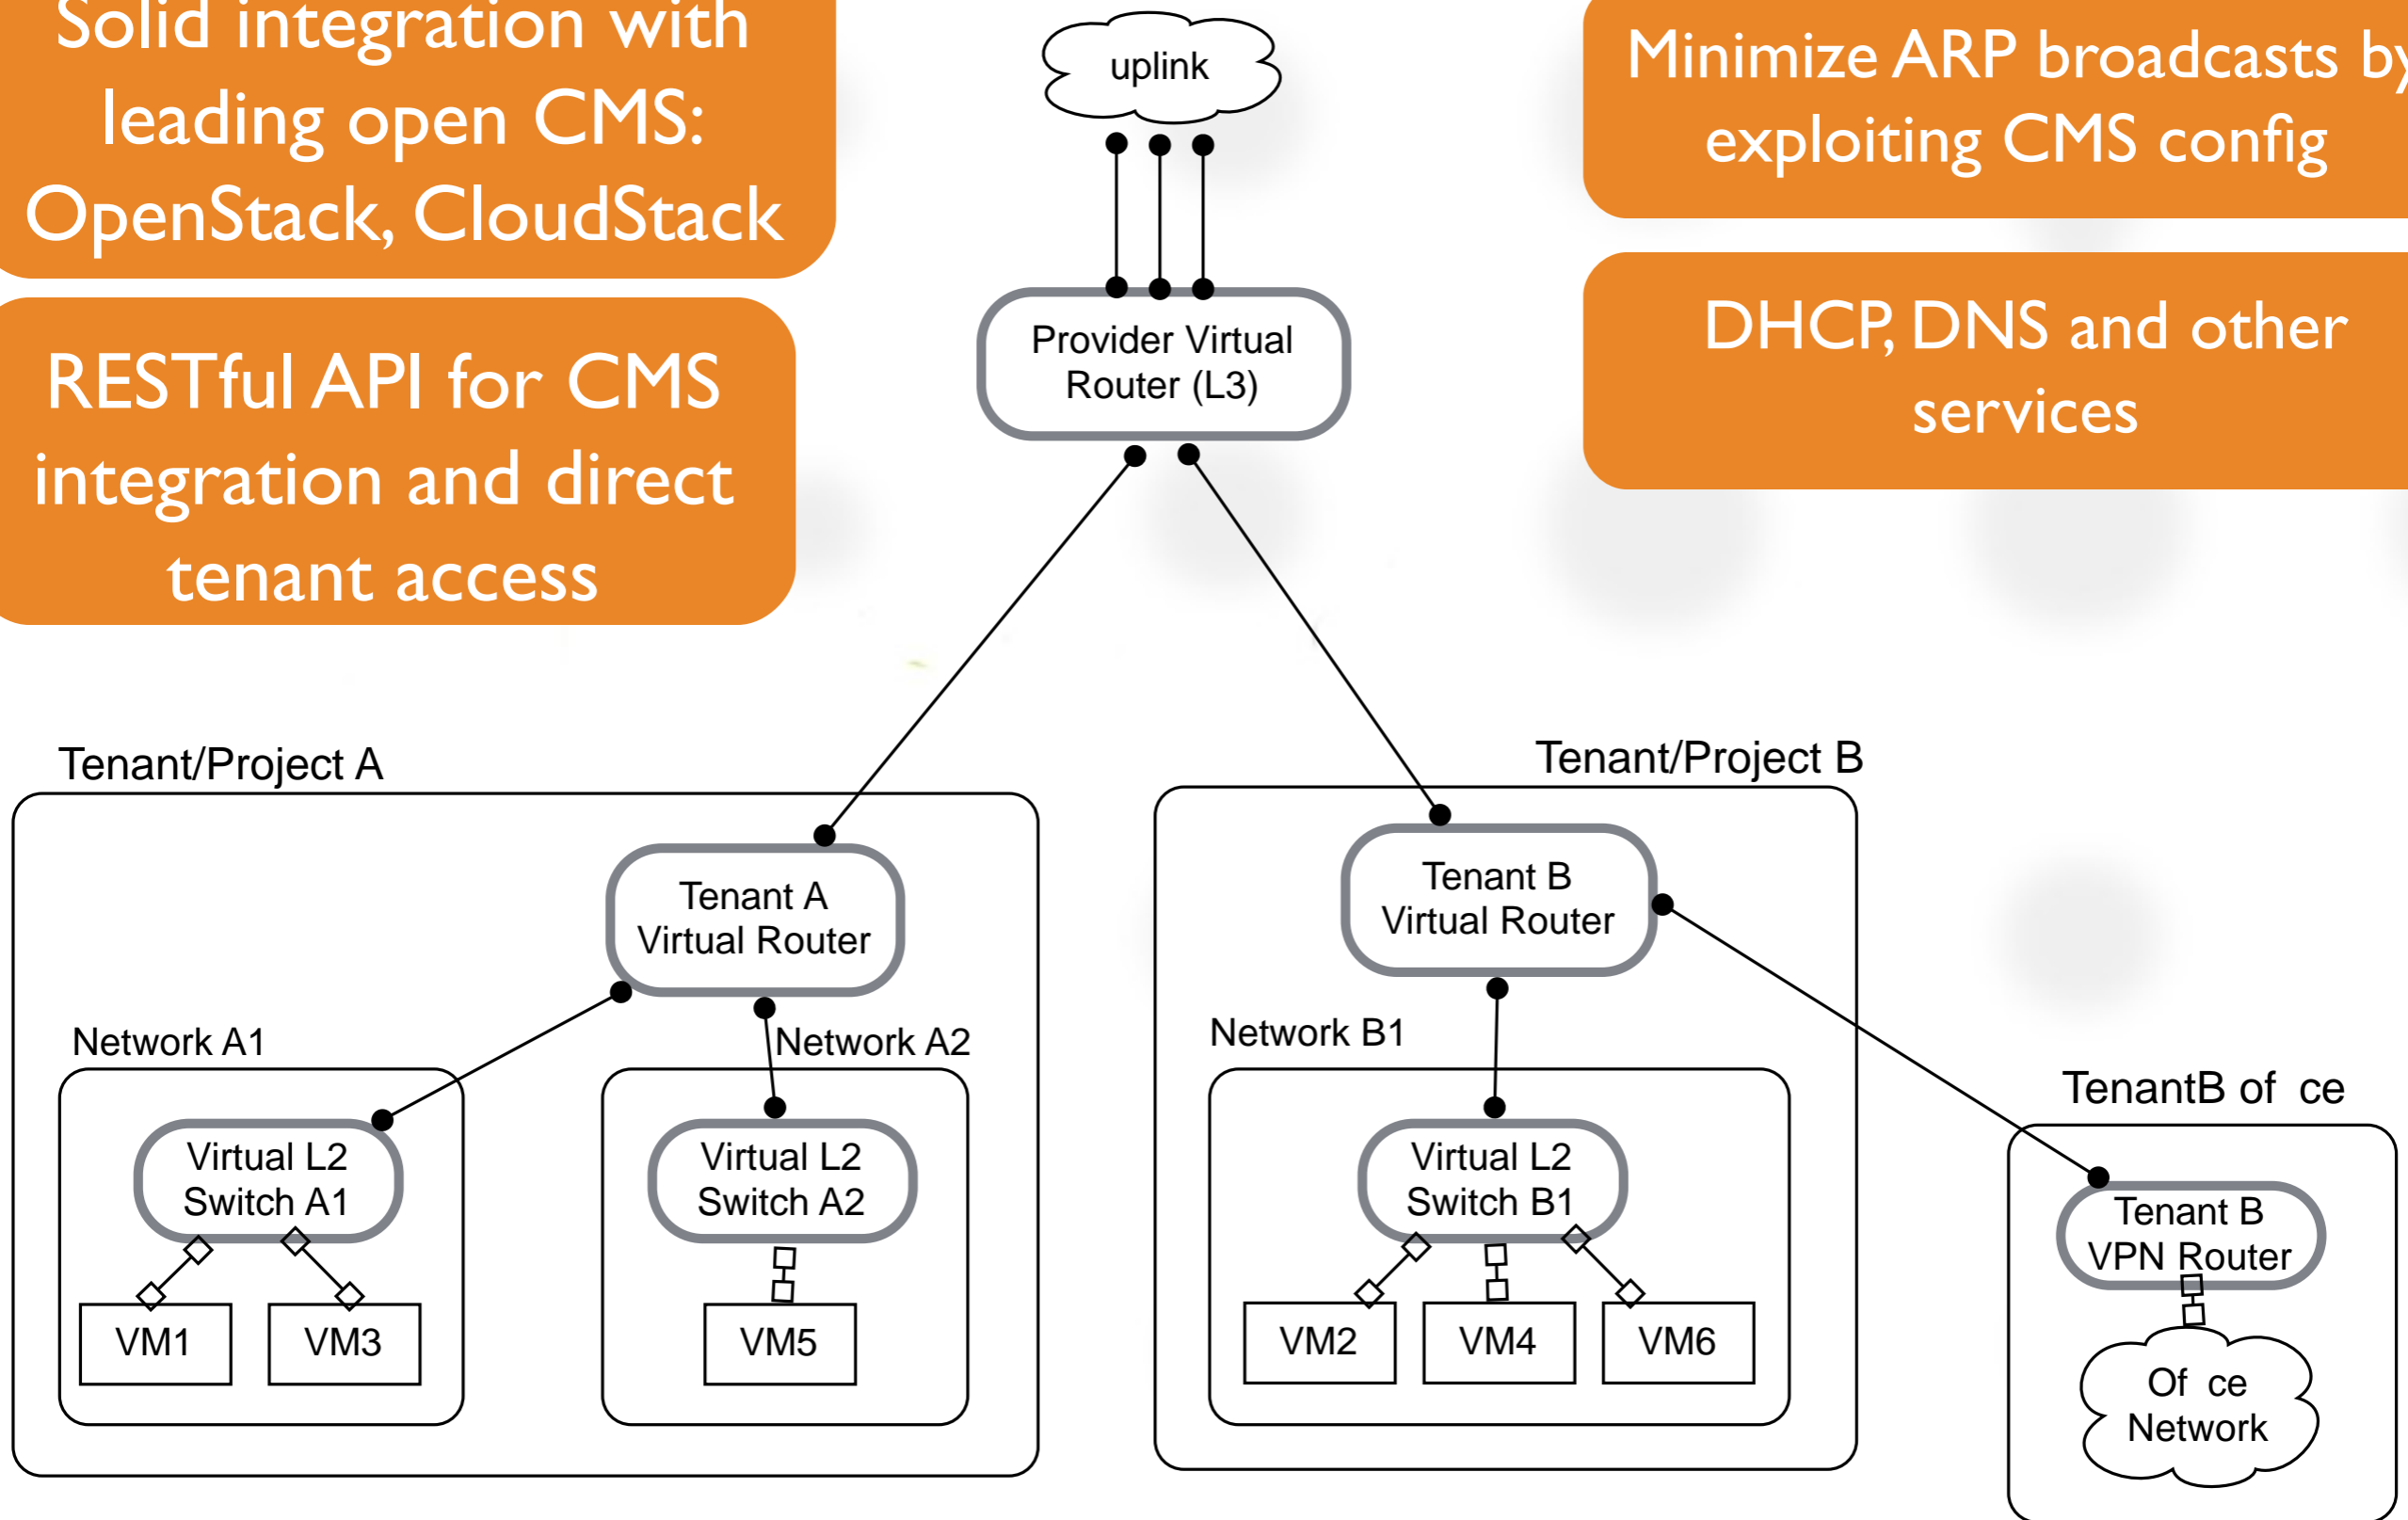 Solid integration with
leading open CMS:
OpenStack, CloudStack
RESTful API for CMS
integration and direct
tenant access
uplink
Provider Virtual
Router (L3)
Minimize ARP broadcasts by
exploiting CMS config
DHCP, DNS and other
services
Tenant/Project A
Tenant A
Virtual Router
Network A1
Virtual L2
Switch A1
VM1
VM3
Network A2
Virtual L2
Switch A2
VM5
Tenant/Project B
Tenant B
Virtual Router
Network B1
Virtual L2
Switch B1
VM2
VM4
VM6
TenantB of ce
Tenant B
VPN Router
Of ce
Network